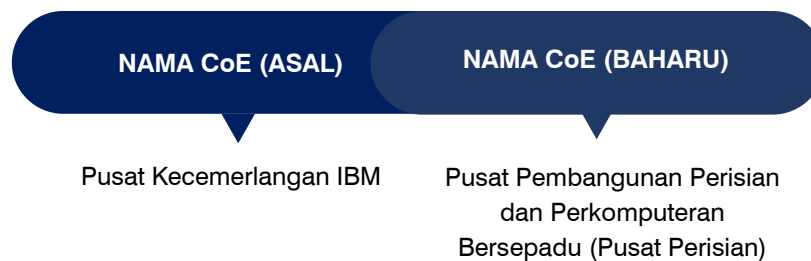 NAMA CoE (ASAL)
NAMA CoE (BAHARU)
Pusat Kecemerlangan IBM
Pusat Pembangunan Perisian
dan Perkomputeran
Bersepadu (Pusat Perisian)